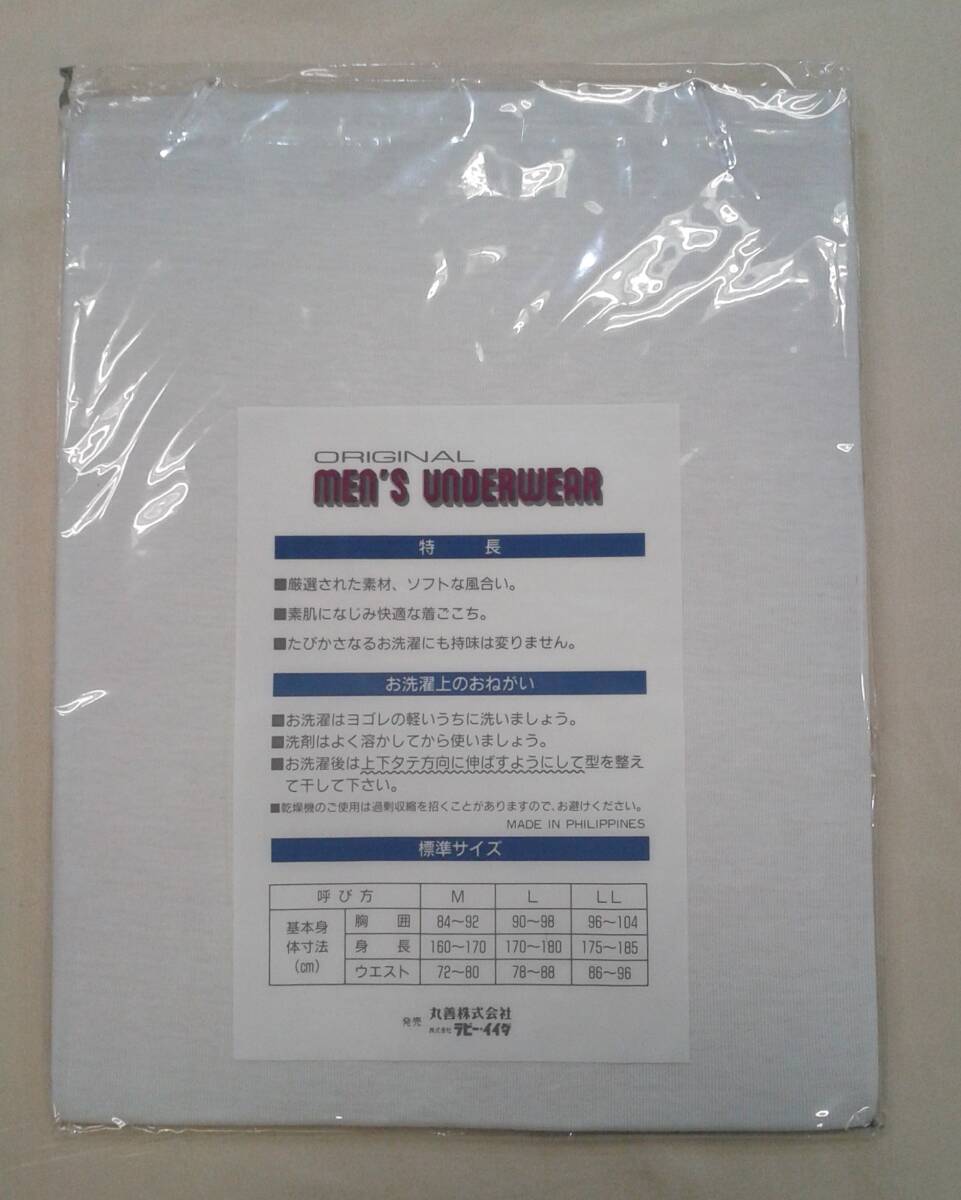 ORIGINAL
MEN'S UNDERWEAR
特 長
■厳選された素材、ソフトな風合い。
■素肌になじみ快適な着ごこち。
■たびかさなるお洗濯にも持味は変りません。
お洗濯上のおねがい
■お洗濯はヨゴレの軽いうちに洗いましょう。
■洗剤はよく溶かしてから使いましょう。
■お洗濯後は上下タテ方向に伸ばすようにして型を整え
て干して下さい。
■乾燥機のご使用は過剰収縮を招くことがありますので、お避けください。
MADE IN PHILIPPINES
標準サイズ
呼び方 M L LL
基本身体寸法(cm) 胸囲 84〜92 90〜98 96〜104
身長 160〜170 170〜180 175〜185
ウエスト 72〜80 78〜88 86〜96
発売 丸善株式会社
株式会社 ラビー・イイダ